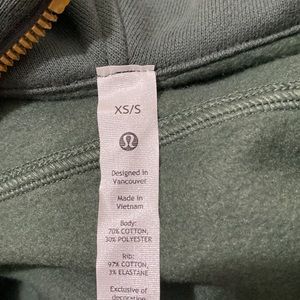 XS/S
Designed in
Vancouver
Made in
Vietnam
Body:
70% COTTON,
30% POLYESTER
Rib:
97% COTTON,
3% ELASTANE
Exclusive of
decoration